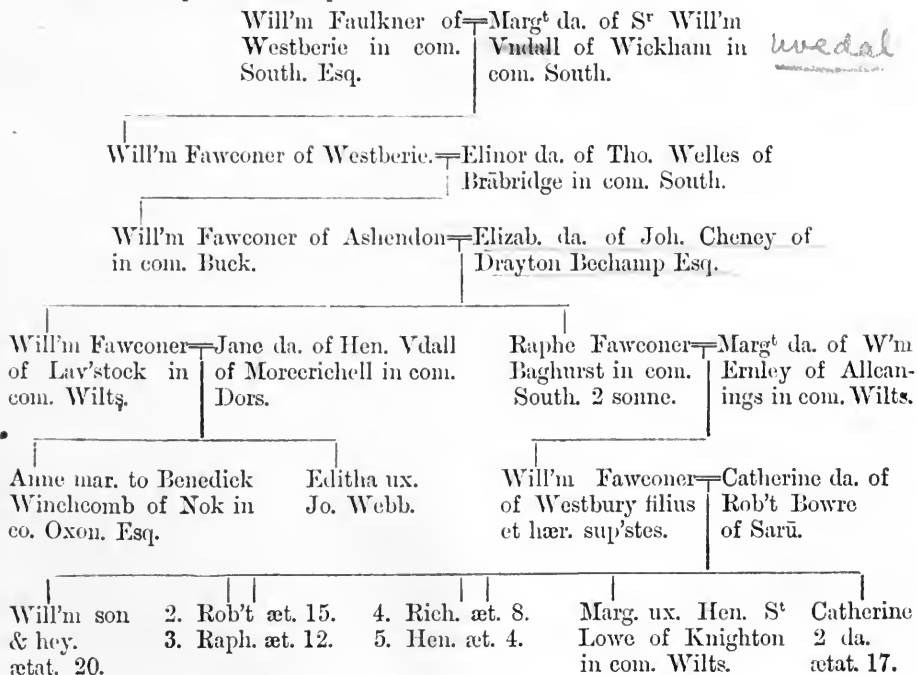 Will'm Faulkner of
Westberie in com.
South. Esq.
Margᵗ da. of Sʳ Will'm
Vndall of Wickham in
com. South.
uvedal
Will'm Fawconer of Westberie.
Elinor da. of Tho. Welles of
Brābridge in com. South.
Will'm Fawconer of Ashendon
in com. Buck.
Elizab. da. of Joh. Cheney of
Drayton Bechamp Esq.
Will'm Fawconer
of Lav'stock in
com. Wilts.
Jane da. of Hen. Vdall
of Morecrichell in com.
Dors.
Raphe Fawconer
Baghurst in com.
South. 2 sonne.
Margᵗ da. of W'm
Ernley of Allcan-
ings in com. Wilts.
Anne mar. to Benedick
Winchcomb of Nok in
co. Oxon. Esq.
Editha ux.
Jo. Webb.
Will'm Fawconer
of Westbury filius
et hær. sup'stes.
Catherine da. of
Rob't Bowre
of Sarū.
Will'm son
& hey.
ætat. 20.
2. Rob't æt. 15.
3. Raph. æt. 12.
4. Rich. æt. 8.
5. Hen. æt. 4.
Marg. ux. Hen. Sᵗ
Lowe of Knighton
in com. Wilts.
Catherine
2 da.
ætat. 17.